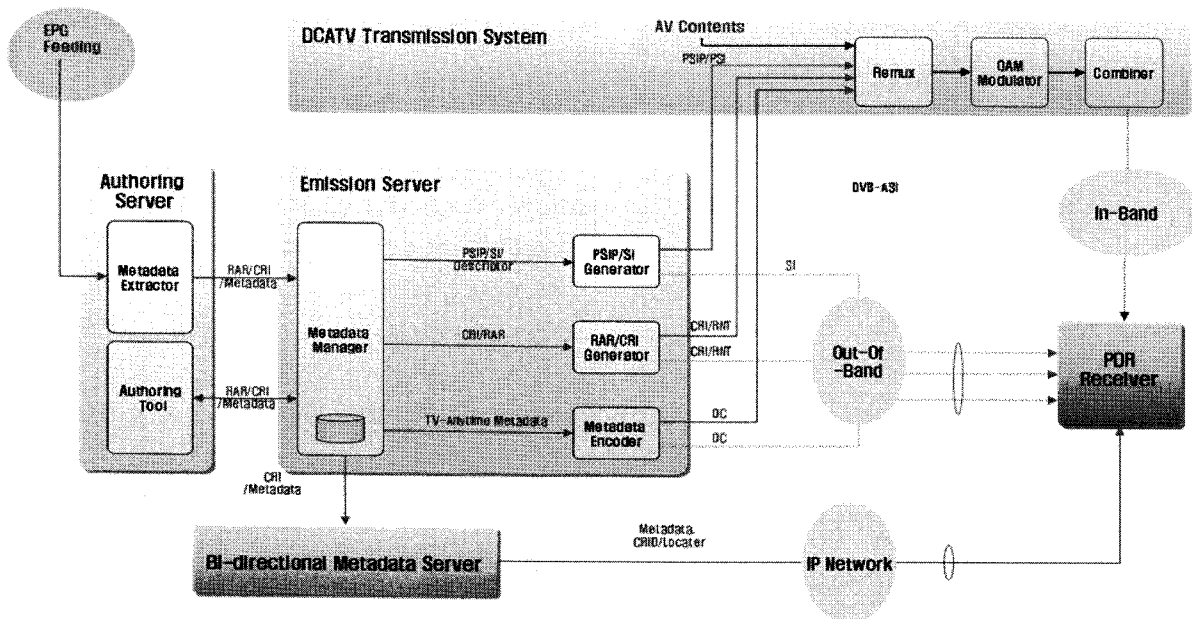 EPG
Feeding
DCATV Transmission System
AV Contents
PSIP/PSI
Remux
QAM
Modulator
Combiner
DVB-ASI
In-Band
Authoring
Server
Metadata
Extractor
Authoring
Tool
RAR/CRI
/Metadata
RAR/CRI
/Metadata
Emission Server
Metadata
Manager
PSIP/SI/
Descriptor
CRI/RAR
TV-Anytime Metadata
PSIP/SI
Generator
RAR/CRI
Generator
Metadata
Encoder
SI
CRI/RNT
CRI/RNT
DC
DC
Out-Of
-Band
PDR
Receiver
CRI
/Metadata
Bi-directional Metadata Server
Metadata,
CRID/Locater
IP Network